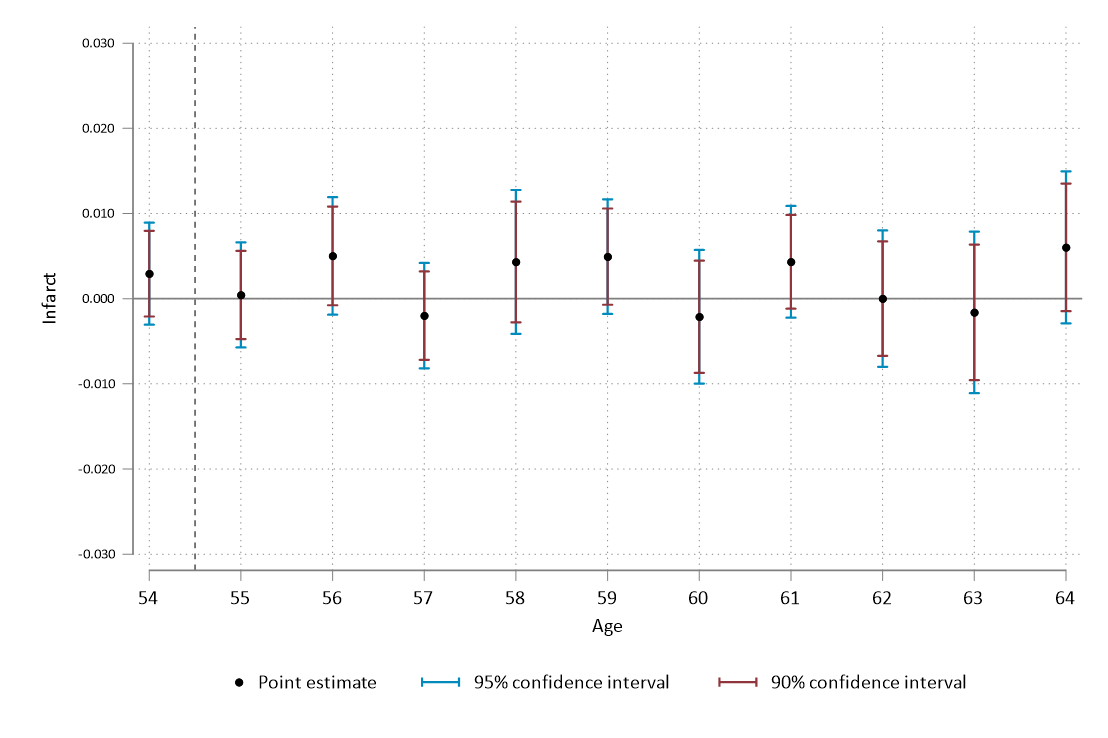 0.030
0.020
0.010
0.000
-0.010
-0.020
-0.030
Infarct
54 55 56 57 58 59 60 61 62 63 64
Age
Point estimate 95% confidence interval 90% confidence interval